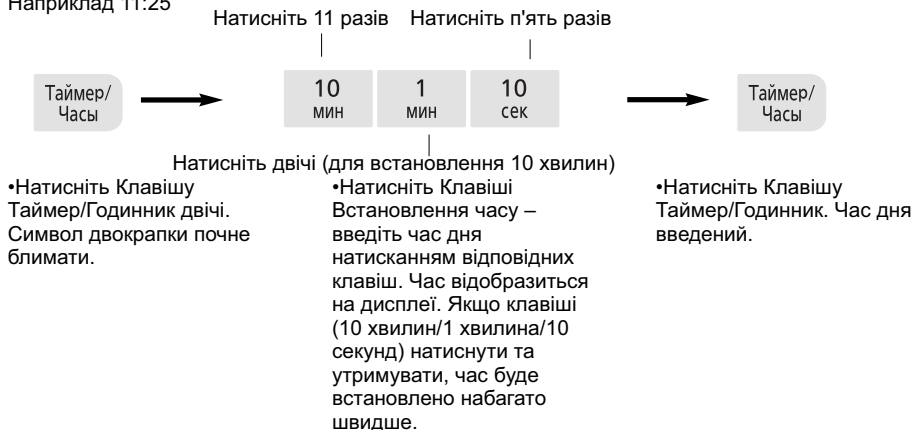 Наприклад 11:25
Натисніть 11 разів Натисніть п'ять разів
Таймер/
Часы
10
мин
1
мин
10
сек
Таймер/
Часы
Натисніть двічі (для встановлення 10 хвилин)
•Натисніть Клавішу
Таймер/Годинник двічі.
Символ двокрапки почне
блимати.
•Натисніть Клавіші
Встановлення часу –
введіть час дня
натисканням відповідних
клавіш. Час відобразиться
на дисплеї. Якщо клавіші
(10 хвилин/1 хвилина/10
секунд) натиснути та
утримувати, час буде
встановлено набагато
швидше.
•Натисніть Клавішу
Таймер/Годинник. Час дня
введений.